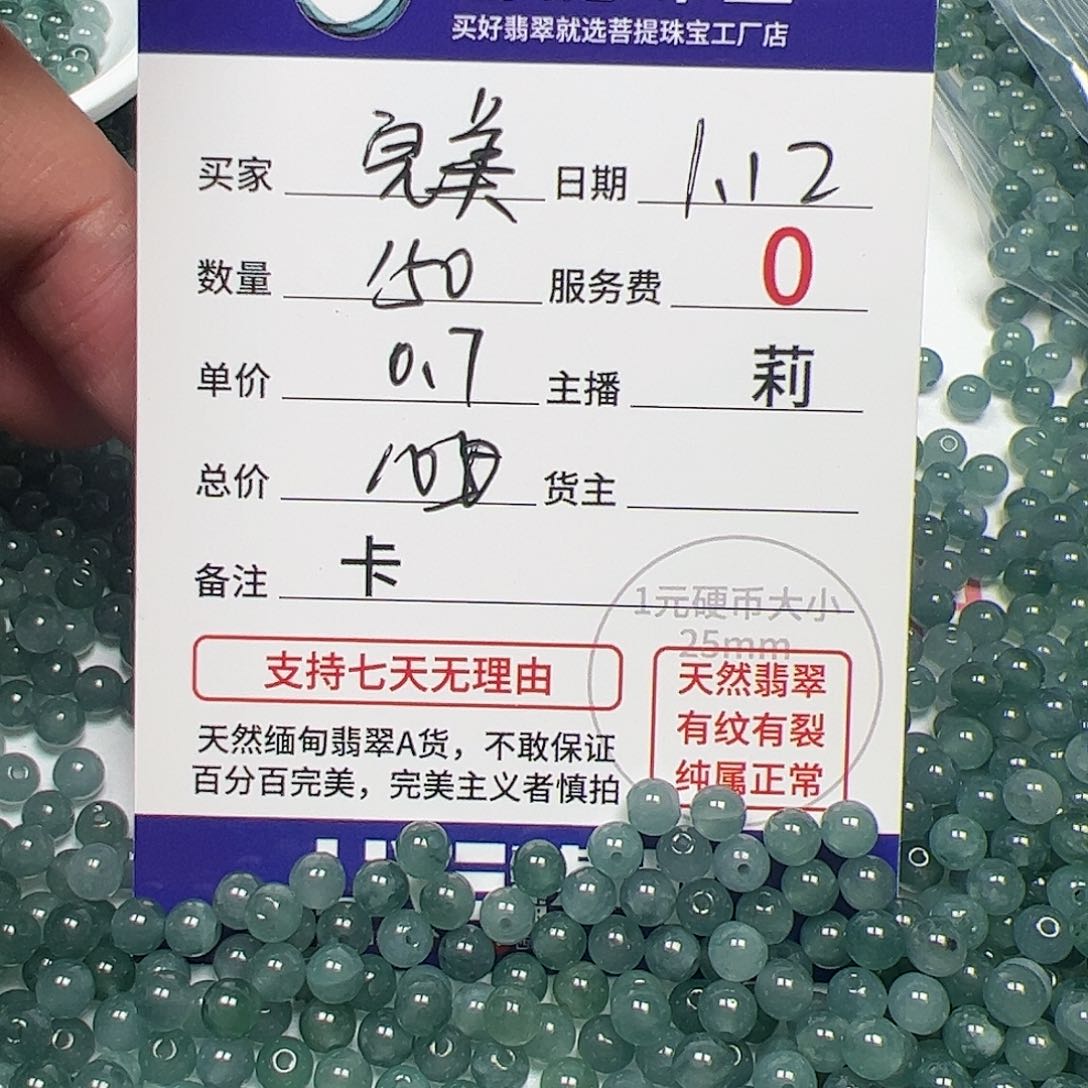 买好翡翠就选菩提珠宝工厂店
买家 完美 日期 1.12
数量 150 服务费 0
单价 0.7 主播 莉
总价 货主
备注 卡
1元硬币大小
25mm
支持七天无理由
天然缅甸翡翠A货，不敢保证
百分百完美，完美主义者慎拍
天然翡翠
有纹有裂
纯属正常